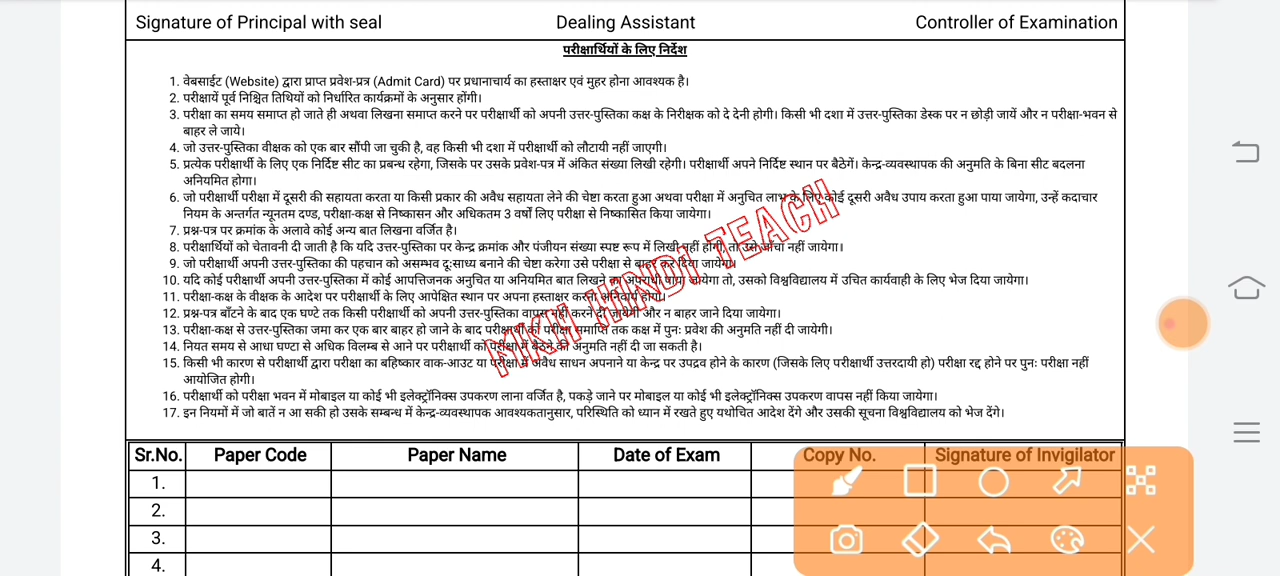 Signature of Principal with seal Dealing Assistant Controller of Examination
परीक्षार्थियों के लिए निर्देश
1. वेबसाईट (Website) द्वारा प्राप्त प्रवेश-प्रत्र (Admit Card) पर प्रधानाचार्य का हस्ताक्षर एवं मुहर होना आवश्यक है।
2. परीक्षायें पूर्व निश्चित तिथियों को निर्धारित कार्यक्रमों के अनुसार होंगी।
3. परीक्षा का समय समाप्त हो जाते ही अथवा लिखना समाप्त करने पर परीक्षार्थी को अपनी उत्तर-पुस्तिका कक्ष के निरीक्षक को दे देनी होगी। किसी भी दशा में उत्तर-पुस्तिका डेस्क पर न छोड़ी जायें और न परीक्षा-भवन से
बाहर ले जाये।
4. जो उत्तर-पुस्तिका वीक्षक को एक बार सौंपी जा चुकी है, वह किसी भी दशा में परीक्षार्थी को लौटायी नहीं जाएगी।
5. प्रत्येक परीक्षार्थी के लिए एक निर्दिष्ट सीट का प्रबन्ध रहेगा, जिसके पर उसके प्रवेश-पत्र में अंकित संख्या लिखी रहेगी। परीक्षार्थी अपने निर्दिष्ट स्थान पर बैठेगें। केन्द्र-व्यवस्थापक की अनुमति के बिना सीट बदलना
अनियमित होगा।
6. जो परीक्षार्थी परीक्षा में दूसरी की सहायता करता या किसी प्रकार की अवैध सहायता लेने की चेष्टा करता हुआ अथवा परीक्षा में अनुचित लाभ के लिए कोई दूसरी अवैध उपाय करता हुआ पाया जायेगा, उन्हें कदाचार
नियम के अन्तर्गत न्यूनतम दण्ड, परीक्षा-कक्ष से निष्कासन और अधिकतम 3 वर्षो लिए परीक्षा से निष्कासित किया जायेगा।
7. प्रश्न-पत्र पर क्रमांक के अलावे कोई अन्य बात लिखना वर्जित है।
8. परीक्षार्थियों को चेतावनी दी जाती है कि यदि उत्तर-पुस्तिका पर केन्द्र क्रमांक और पंजीयन संख्या स्पष्ट रूप में लिखी नहीं होगी, तो उसे जाँचा नहीं जायेगा।
9. जो परीक्षार्थी अपनी उत्तर-पुस्तिका की पहचान को असम्भव दू:साध्य बनाने की चेष्टा करेगा उसे परीक्षा से बाहर कर दिया जायेगा।
10. यदि कोई परीक्षार्थी अपनी उत्तर-पुस्तिका में कोई आपत्तिजनक अनुचित या अनियमित बात लिखने का अपराधी पाया जायेगा तो, उसको विश्वविद्यालय में उचित कार्यवाही के लिए भेज दिया जायेगा।
11. परीक्षा-कक्ष के वीक्षक के आदेश पर परीक्षार्थी के लिए आपेक्षित स्थान पर अपना हस्ताक्षर करना अनिवार्य होगा।
12. प्रश्न-पत्र बाँटने के बाद एक घण्टे तक किसी परीक्षार्थी को अपनी उत्तर-पुस्तिका वापस नहीं करने दी जायेगी और न बाहर जाने दिया जायेगा।
13. परीक्षा-कक्ष से उत्तर-पुस्तिका जमा कर एक बार बाहर हो जाने के बाद परीक्षार्थी को परीक्षा समाप्ति तक कक्ष में पुनः प्रवेश की अनुमति नहीं दी जायेगी।
14. नियत समय से आधा घण्टा से अधिक विलम्ब से आने पर परीक्षार्थी को परीक्षा में बैठने की अनुमति नहीं दी जा सकती है।
15. किसी भी कारण से परीक्षार्थी द्वारा परीक्षा का बहिष्कार वाक-आउट या परीक्षा में अवैध साधन अपनाने या केन्द्र पर उपद्रव होने के कारण (जिसके लिए परीक्षार्थी उत्तरदायी हो) परीक्षा रद्द होने पर पुनः परीक्षा नहीं
आयोजित होगी।
16. परीक्षार्थी को परीक्षा भवन में मोबाइल या कोई भी इलेक्ट्रॉनिक्स उपकरण लाना वर्जित है, पकड़े जाने पर मोबाइल या कोई भी इलेक्ट्रॉनिक्स उपकरण वापस नहीं किया जायेगा।
17. इन नियमों में जो बातें न आ सकी हो उसके सम्बन्ध में केन्द्र-व्यवस्थापक आवश्यकतानुसार, परिस्थिति को ध्यान में रखते हुए यथोचित आदेश देंगे और उसकी सूचना विश्वविद्यालय को भेज देंगे।
NIKH HINDI TEACH
Sr.No. Paper Code Paper Name Date of Exam Copy No. Signature of Invigilator
1.
2.
3.
4.